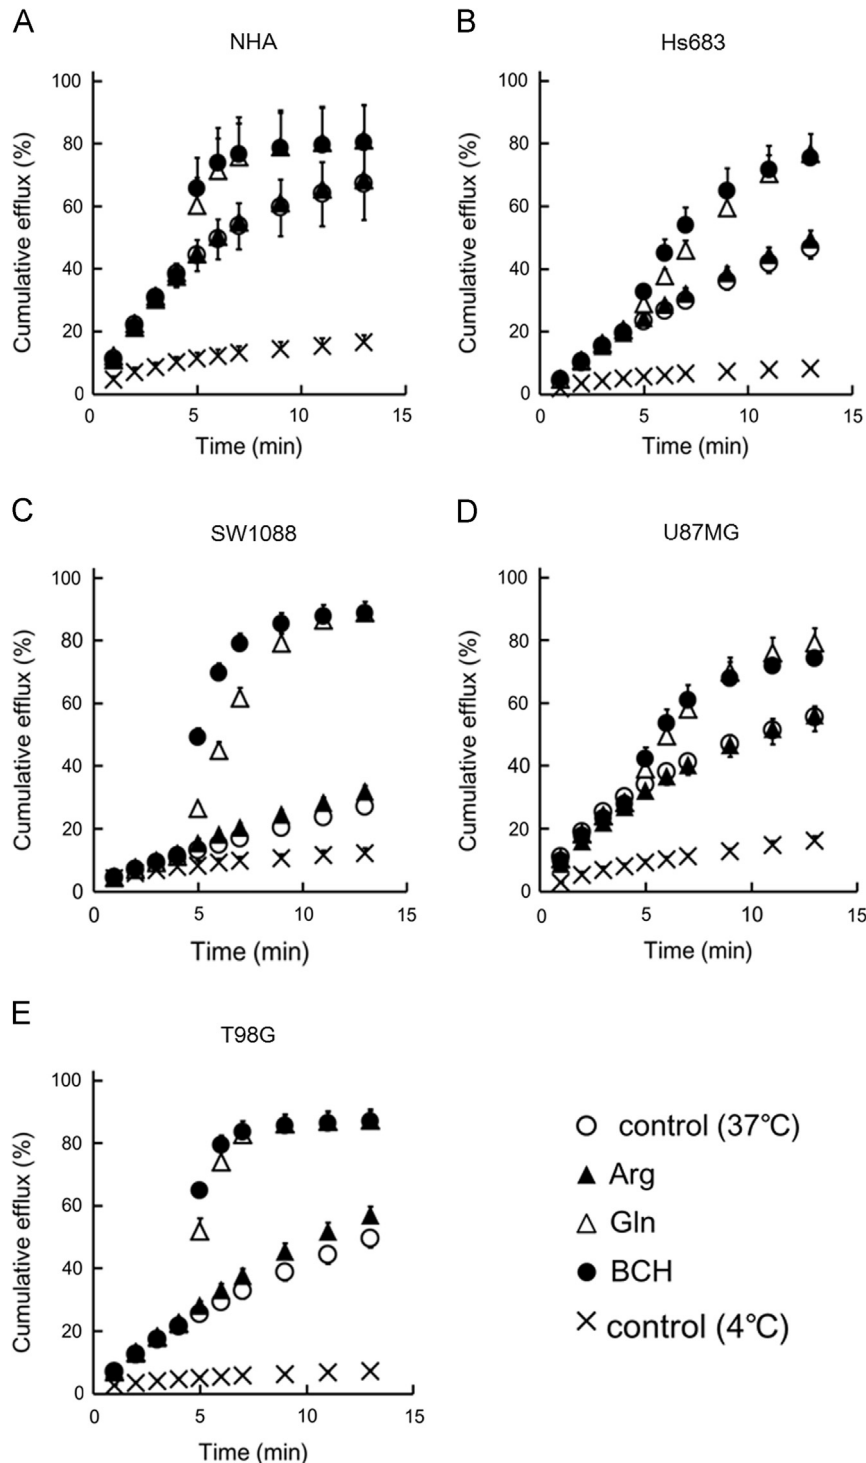 A
NHA
Cumulative efflux (%)
100
80
60
40
20
0
0 5 10 15
Time (min)
B
Hs683
Cumulative efflux (%)
100
80
60
40
20
0
0 5 10 15
Time (min)
C
SW1088
Cumulative efflux (%)
100
80
60
40
20
0
0 5 10 15
Time (min)
D
U87MG
Cumulative efflux (%)
100
80
60
40
20
0
0 5 10 15
Time (min)
E
T98G
Cumulative efflux (%)
100
80
60
40
20
0
0 5 10 15
Time (min)
control (37℃)
Arg
Gln
BCH
control (4℃)